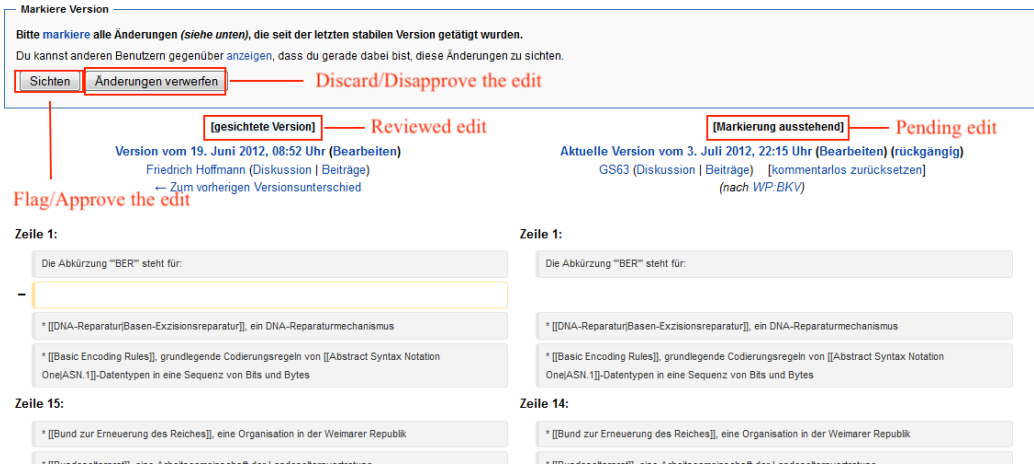 Markiere Version
Bitte markiere alle Änderungen (siehe unten), die seit der letzten stabilen Version getätigt wurden.
Du kannst anderen Benutzern gegenüber anzeigen, dass du gerade dabei bist, diese Änderungen zu sichten.
Sichten Änderungen verwerfen Discard/Disapprove the edit
[gesichtete Version] Reviewed edit
Version vom 19. Juni 2012, 08:52 Uhr (Bearbeiten)
Friedrich Hoffmann (Diskussion | Beiträge)
← Zum vorherigen Versionsunterschied
Flag/Approve the edit
[Markierung ausstehend] Pending edit
Aktuelle Version vom 3. Juli 2012, 22:15 Uhr (Bearbeiten) (rückgängig)
GS63 (Diskussion | Beiträge) [kommentarlos zurücksetzen]
(nach WP:BKV)
Zeile 1:
Zeile 1:
Die Abkürzung '''BER''' steht für:
Die Abkürzung '''BER''' steht für:
−
* [[DNA-Reparatur|Basen-Exzisionsreparatur]], ein DNA-Reparaturmechanismus
* [[DNA-Reparatur|Basen-Exzisionsreparatur]], ein DNA-Reparaturmechanismus
* [[Basic Encoding Rules]], grundlegende Codierungsregeln von [[Abstract Syntax Notation
One|ASN.1]]-Datentypen in eine Sequenz von Bits und Bytes
* [[Basic Encoding Rules]], grundlegende Codierungsregeln von [[Abstract Syntax Notation
One|ASN.1]]-Datentypen in eine Sequenz von Bits und Bytes
Zeile 15:
Zeile 14:
* [[Bund zur Erneuerung des Reiches]], eine Organisation in der Weimarer Republik
* [[Bund zur Erneuerung des Reiches]], eine Organisation in der Weimarer Republik